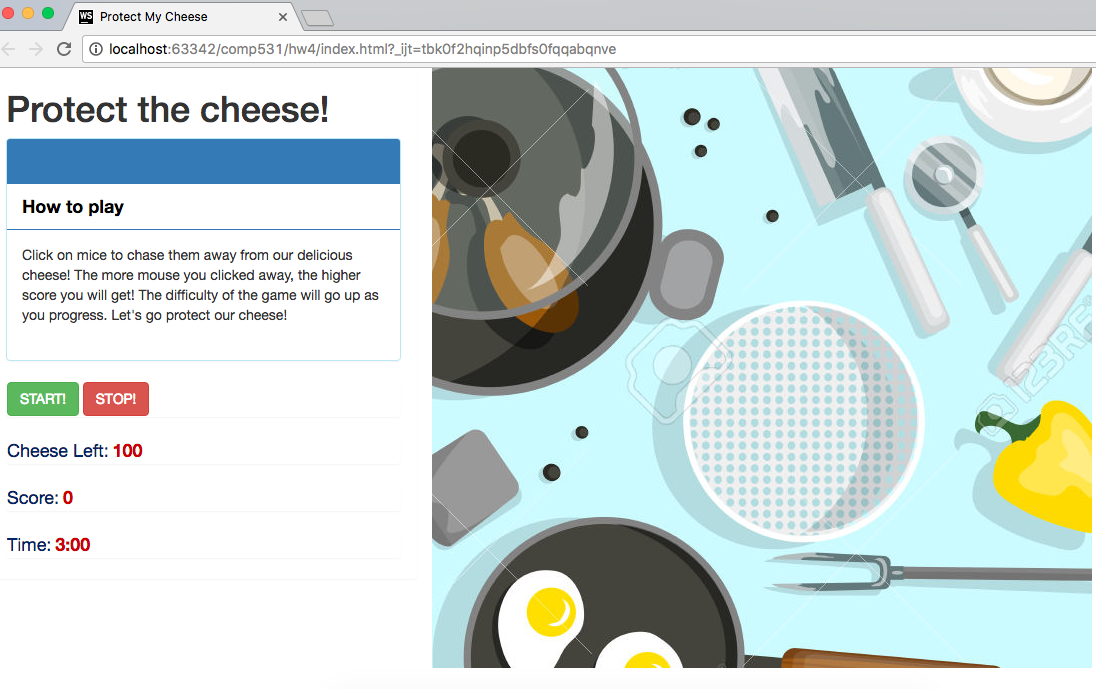 WS Protect My Cheese
localhost:63342/comp531/hw4/index.html?_ijt=tbk0f2hqinp5dbfs0fqqabqnve
Protect the cheese!
How to play
Click on mice to chase them away from our delicious
cheese! The more mouse you clicked away, the higher
score you will get! The difficulty of the game will go up as
you progress. Let's go protect our cheese!
START! STOP!
Cheese Left: 100
Score: 0
Time: 3:00
123RF